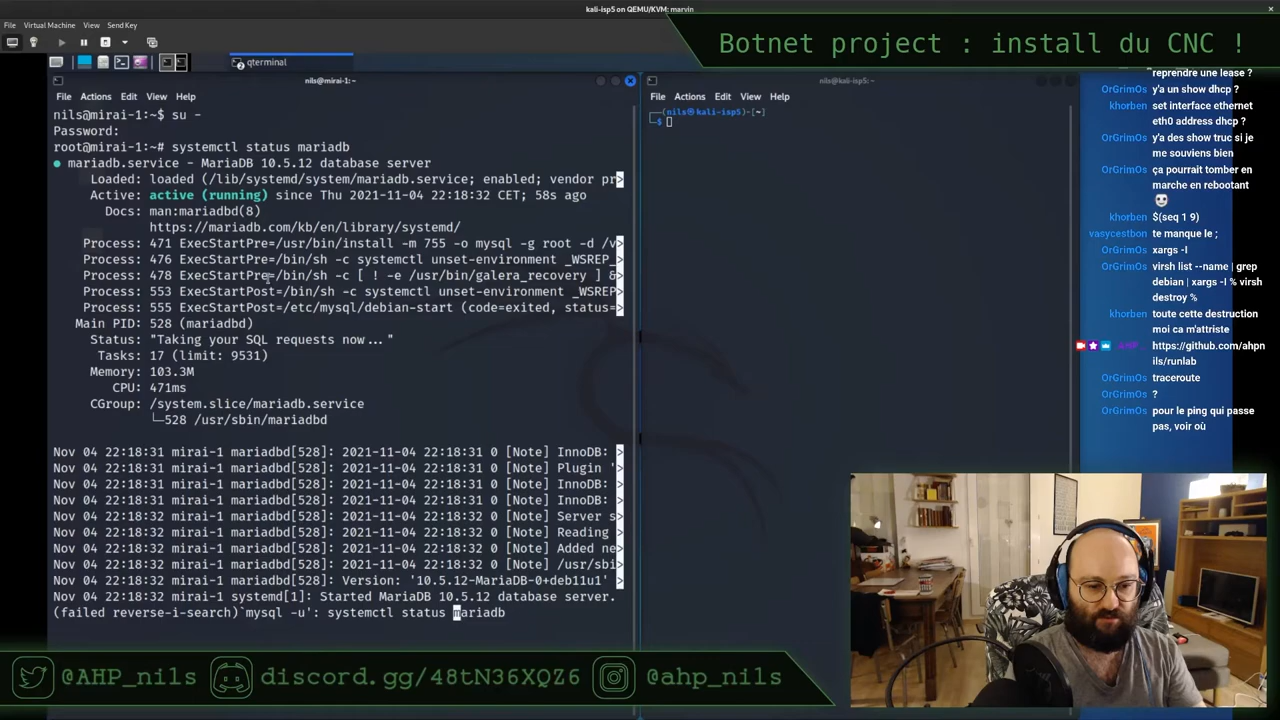 kali-isp5 on QEMU/KVM: marvin
File Virtual Machine View Send Key
Botnet project : install du CNC !
qterminal
nils@mirai-1: ~
File Actions Edit View Help
nils@mirai-1:~$ su -
Password:
root@mirai-1:~# systemctl status mariadb
● mariadb.service - MariaDB 10.5.12 database server
Loaded: loaded (/lib/systemd/system/mariadb.service; enabled; vendor pr>
Active: active (running) since Thu 2021-11-04 22:18:32 CET; 58s ago
Docs: man:mariadbd(8)
https://mariadb.com/kb/en/library/systemd/
Process: 471 ExecStartPre=/usr/bin/install -m 755 -o mysql -g root -d /v>
Process: 476 ExecStartPre=/bin/sh -c systemctl unset-environment _WSREP_>
Process: 478 ExecStartPre=/bin/sh -c [ ! -e /usr/bin/galera_recovery ] &>
Process: 553 ExecStartPost=/bin/sh -c systemctl unset-environment _WSREP>
Process: 555 ExecStartPost=/etc/mysql/debian-start (code=exited, status=>
Main PID: 528 (mariadbd)
Status: "Taking your SQL requests now..."
Tasks: 17 (limit: 9531)
Memory: 103.3M
CPU: 471ms
CGroup: /system.slice/mariadb.service
└─528 /usr/sbin/mariadbd
Nov 04 22:18:31 mirai-1 mariadbd[528]: 2021-11-04 22:18:31 0 [Note] InnoDB: >
Nov 04 22:18:31 mirai-1 mariadbd[528]: 2021-11-04 22:18:31 0 [Note] Plugin '>
Nov 04 22:18:31 mirai-1 mariadbd[528]: 2021-11-04 22:18:31 0 [Note] InnoDB: >
Nov 04 22:18:31 mirai-1 mariadbd[528]: 2021-11-04 22:18:31 0 [Note] InnoDB: >
Nov 04 22:18:32 mirai-1 mariadbd[528]: 2021-11-04 22:18:32 0 [Note] Server s>
Nov 04 22:18:32 mirai-1 mariadbd[528]: 2021-11-04 22:18:32 0 [Note] Reading >
Nov 04 22:18:32 mirai-1 mariadbd[528]: 2021-11-04 22:18:32 0 [Note] Added ne>
Nov 04 22:18:32 mirai-1 mariadbd[528]: 2021-11-04 22:18:32 0 [Note] /usr/sbi>
Nov 04 22:18:32 mirai-1 mariadbd[528]: Version: '10.5.12-MariaDB-0+deb11u1' >
Nov 04 22:18:32 mirai-1 systemd[1]: Started MariaDB 10.5.12 database server.
(failed reverse-i-search)`mysql -u': systemctl status mariadb
nils@kali-isp5: ~
File Actions Edit View Help
┌──(nils㉿kali-isp5)-[~]
└─$
reprendre une lease ?
OrGrimOs y'a un show dhcp ?
khorben set interface ethernet
eth0 address dhcp ?
OrGrimOs y'a des show truc si je
me souviens bien
OrGrimOs ça pourrait tomber en
marche en rebootant
khorben $(seq 1 9)
vasycestbon te manque le ;
OrGrimOs xargs -I
OrGrimOs virsh list --name | grep
debian | xargs -I % virsh
destroy %
khorben toute cette destruction
moi ca m'attriste
https://github.com/ahpn
ils/runlab
OrGrimOs traceroute
OrGrimOs ?
OrGrimOs pour le ping qui passe
pas, voir où
@AHP_nils discord.gg/48tN36XQZ6 @ahp_nils